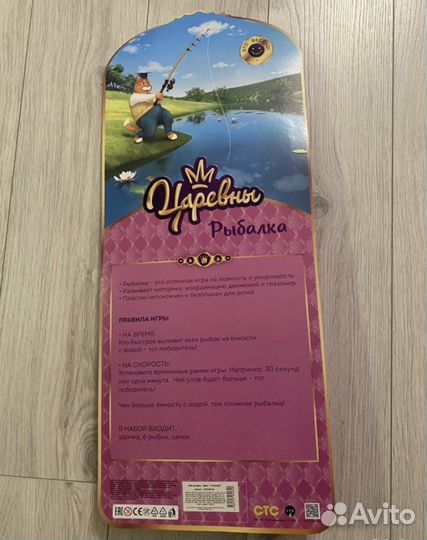 ЭТО ВЕСЕЛО
Царевны
Рыбалка
• Рыбалка - это отличная игра на ловкость и усидчивость
• Развивает моторику, координацию движений и глазомер
• Пластик нетоксичен и безопасен для детей
ПРАВИЛА ИГРЫ
• НА ВРЕМЯ.
Кто быстрее выловит всех рыбок из ёмкости
с водой – тот победитель!
• НА СКОРОСТЬ.
Установите временные рамки игры. Например, 30 секунд
или одна минута. Чей улов будет больше – тот
победитель!
Чем больше ёмкость с водой, тем сложнее рыбалка!
В НАБОР ВХОДИТ:
удочка, 6 рыбок, сачок.
EAC
СТС
Avito